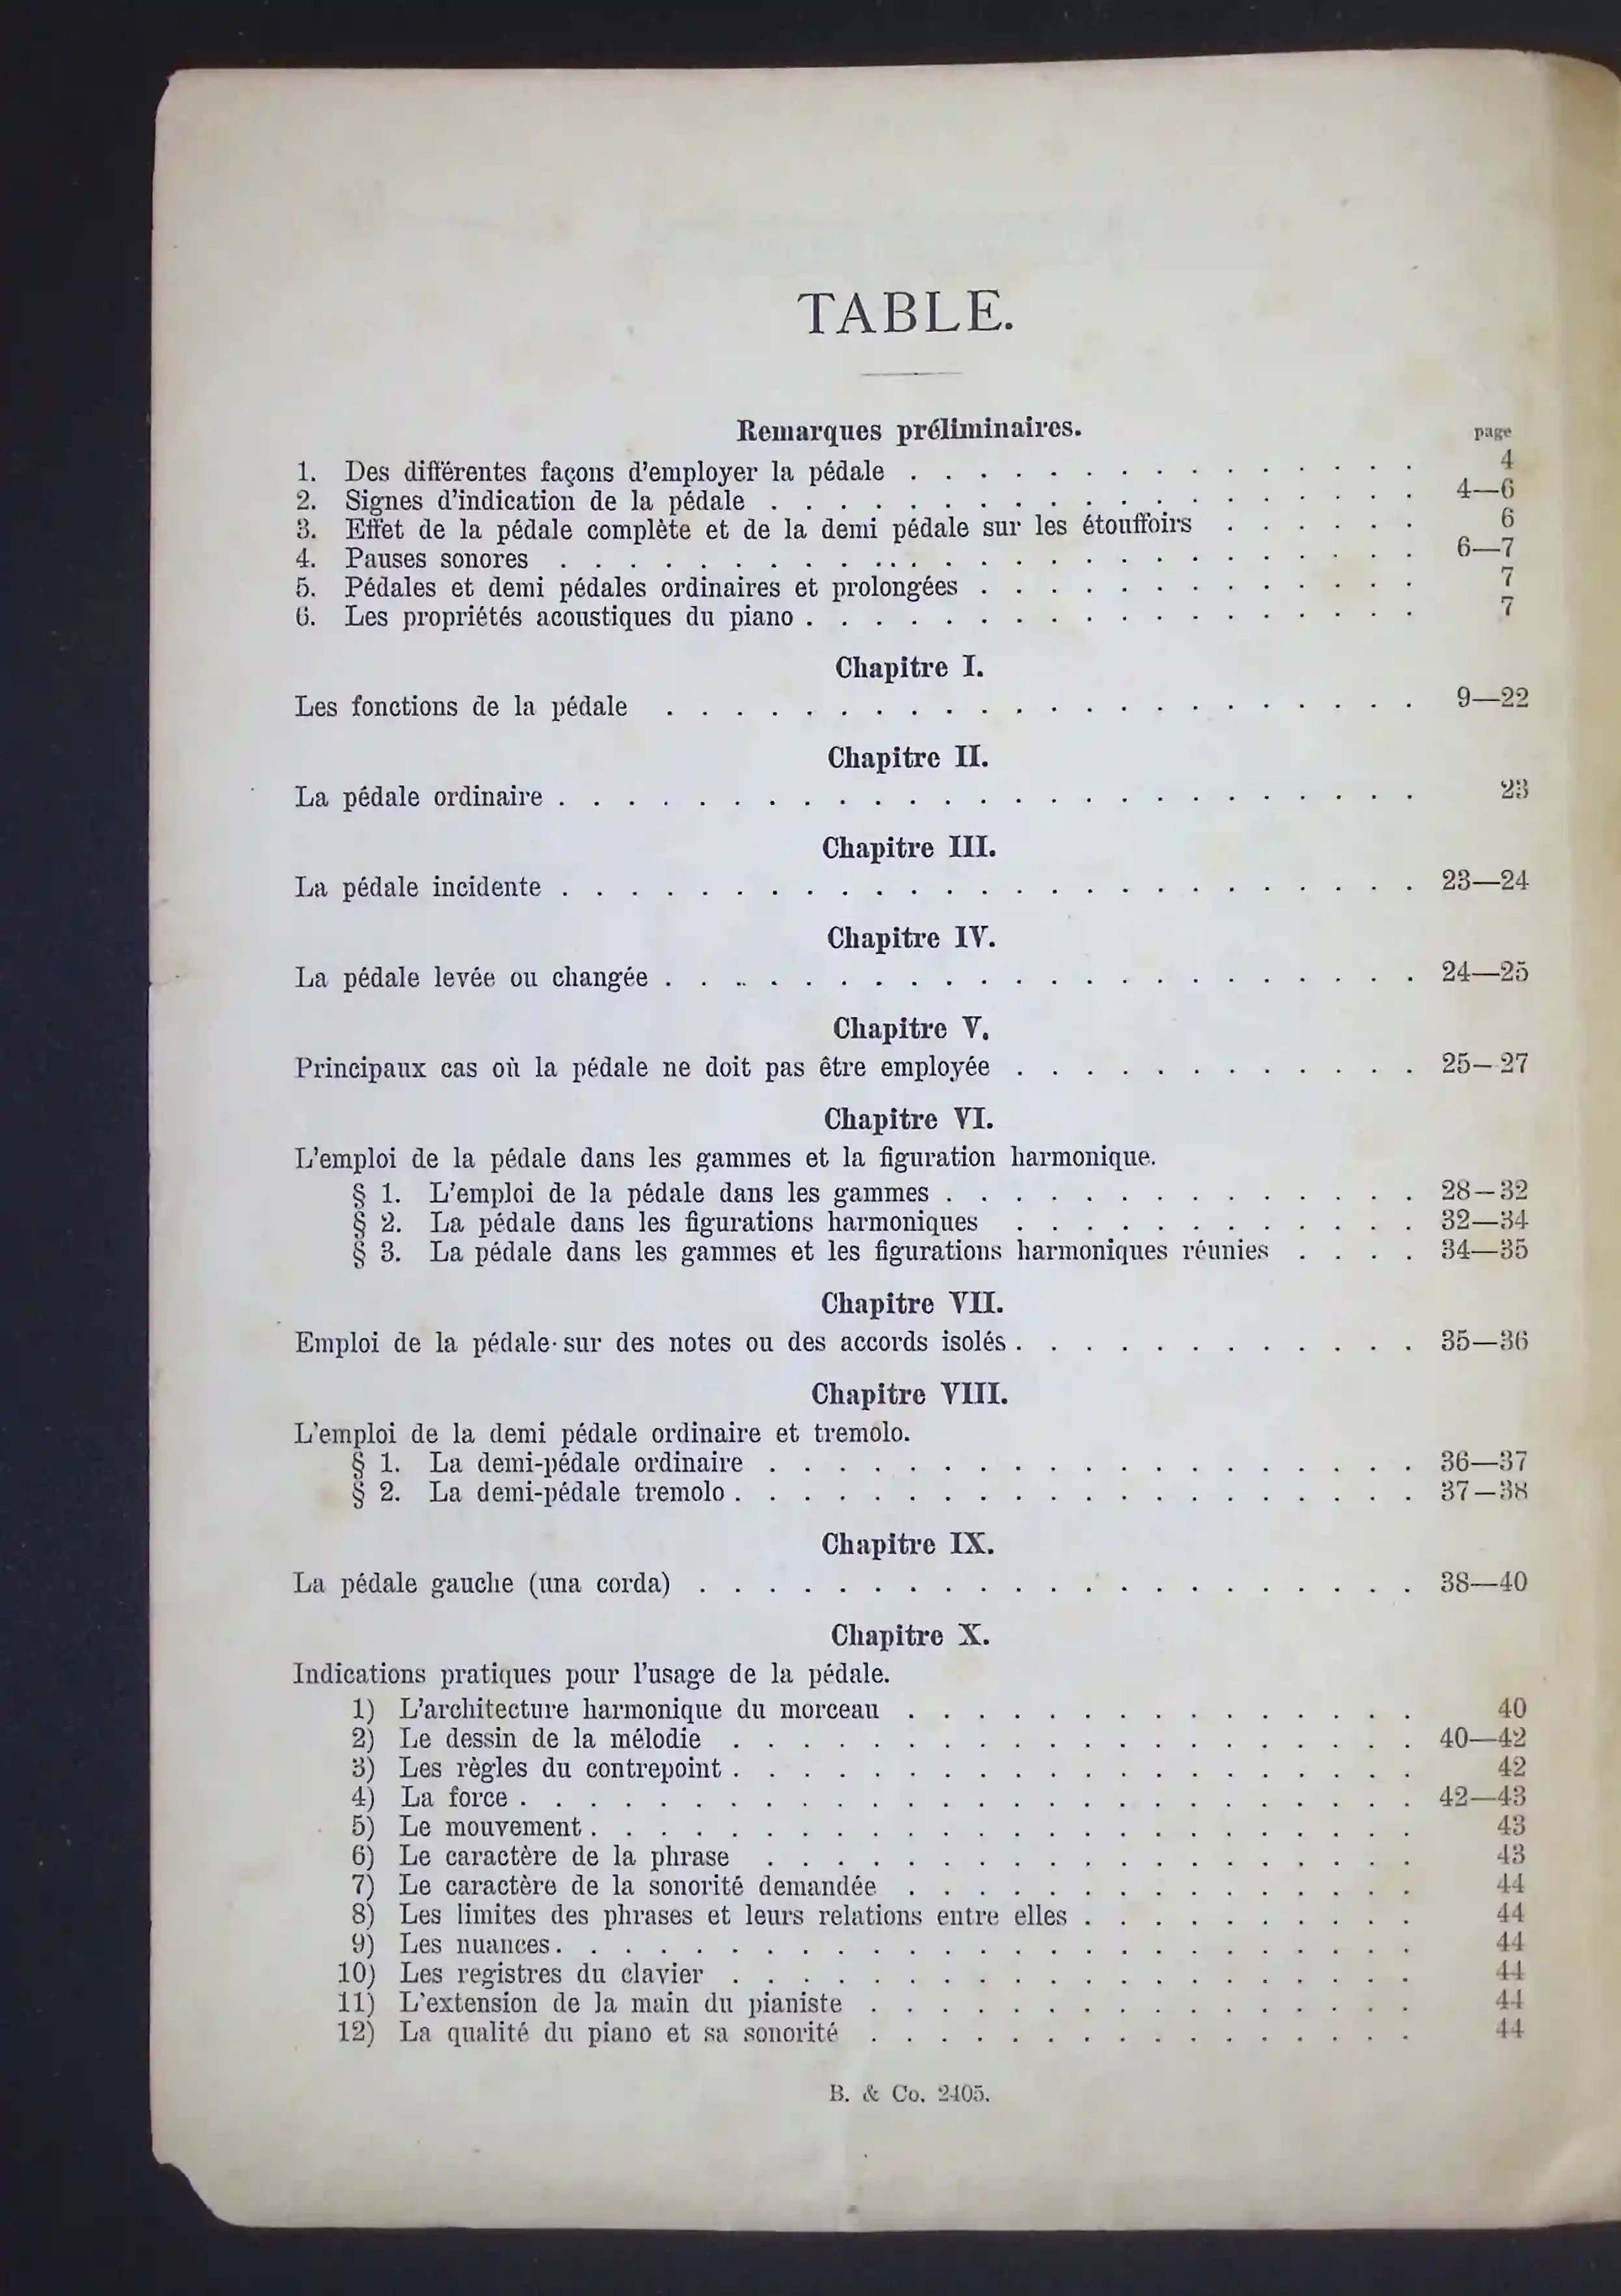 TABLE.
Remarques préliminaires.
page
1. Des différentes façons d'employer la pédale . . . . . . . . . . . . . . . 4
2. Signes d'indication de la pédale . . . . . . . . . . . . . . . . . . . 4—6
3. Effet de la pédale complète et de la demi pédale sur les étouffoirs . . . . . . 6
4. Pauses sonores . . . . . . . . . . . . . . . . . . . . . . . . . 6—7
5. Pédales et demi pédales ordinaires et prolongées . . . . . . . . . . . . . 7
6. Les propriétés acoustiques du piano . . . . . . . . . . . . . . . . . . 7
Chapitre I.
Les fonctions de la pédale . . . . . . . . . . . . . . . . . . . . . . 9—22
Chapitre II.
La pédale ordinaire . . . . . . . . . . . . . . . . . . . . . . . . . 23
Chapitre III.
La pédale incidente . . . . . . . . . . . . . . . . . . . . . . . . . 23—24
Chapitre IV.
La pédale levée ou changée . . . . . . . . . . . . . . . . . . . . . . 24—25
Chapitre V.
Principaux cas où la pédale ne doit pas être employée . . . . . . . . . . . . 25—27
Chapitre VI.
L'emploi de la pédale dans les gammes et la figuration harmonique.
§ 1. L'emploi de la pédale dans les gammes . . . . . . . . . . . . . . 28—32
§ 2. La pédale dans les figurations harmoniques . . . . . . . . . . . . 32—34
§ 3. La pédale dans les gammes et les figurations harmoniques réunies . . . . 34—35
Chapitre VII.
Emploi de la pédale sur des notes ou des accords isolés . . . . . . . . . . . . 35—36
Chapitre VIII.
L'emploi de la demi pédale ordinaire et tremolo.
§ 1. La demi-pédale ordinaire . . . . . . . . . . . . . . . . . . . 36—37
§ 2. La demi-pédale tremolo . . . . . . . . . . . . . . . . . . . . 37—38
Chapitre IX.
La pédale gauche (una corda) . . . . . . . . . . . . . . . . . . . . . 38—40
Chapitre X.
Indications pratiques pour l'usage de la pédale.
1) L'architecture harmonique du morceau . . . . . . . . . . . . . . . 40
2) Le dessin de la mélodie . . . . . . . . . . . . . . . . . . . . 40—42
3) Les règles du contrepoint . . . . . . . . . . . . . . . . . . . . 42
4) La force . . . . . . . . . . . . . . . . . . . . . . . . . . 42—43
5) Le mouvement . . . . . . . . . . . . . . . . . . . . . . . . 43
6) Le caractère de la phrase . . . . . . . . . . . . . . . . . . . 43
7) Le caractère de la sonorité demandée . . . . . . . . . . . . . . . 44
8) Les limites des phrases et leurs relations entre elles . . . . . . . . . . 44
9) Les nuances . . . . . . . . . . . . . . . . . . . . . . . . . 44
10) Les registres du clavier . . . . . . . . . . . . . . . . . . . . 44
11) L'extension de la main du pianiste . . . . . . . . . . . . . . . . 44
12) La qualité du piano et sa sonorité . . . . . . . . . . . . . . . . 44
B. & Co. 2405.